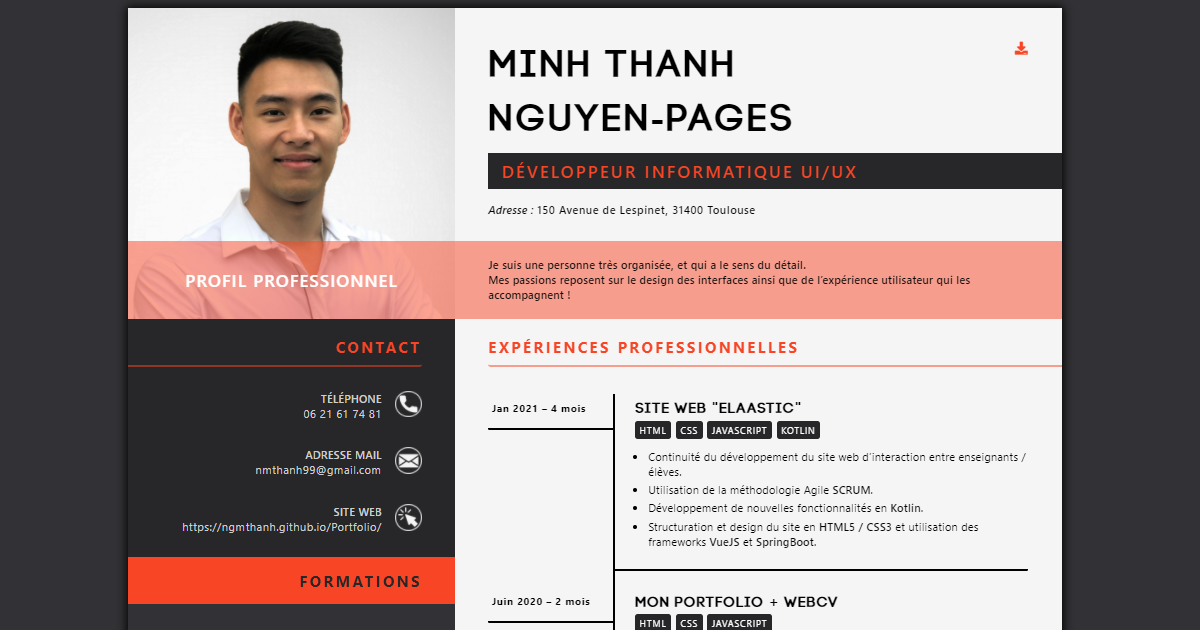 MINH THANH
NGUYEN-PAGES
DÉVELOPPEUR INFORMATIQUE UI/UX
Adresse : 150 Avenue de Lespinet, 31400 Toulouse
PROFIL PROFESSIONNEL
Je suis une personne très organisée, et qui a le sens du détail.
Mes passions reposent sur le design des interfaces ainsi que de l'expérience utilisateur qui les
accompagnent !
CONTACT
TÉLÉPHONE
06 21 61 74 81
ADRESSE MAIL
nmthanh99@gmail.com
SITE WEB
https://ngmthanh.github.io/Portfolio/
FORMATIONS
EXPÉRIENCES PROFESSIONNELLES
Jan 2021 – 4 mois
SITE WEB "ELAASTIC"
HTML CSS JAVASCRIPT KOTLIN
• Continuité du développement du site web d'interaction entre enseignants /
élèves.
• Utilisation de la méthodologie Agile SCRUM.
• Développement de nouvelles fonctionnalités en Kotlin.
• Structuration et design du site en HTML5 / CSS3 et utilisation des
frameworks VueJS et SpringBoot.
Juin 2020 – 2 mois
MON PORTFOLIO + WEBCV
HTML CSS JAVASCRIPT